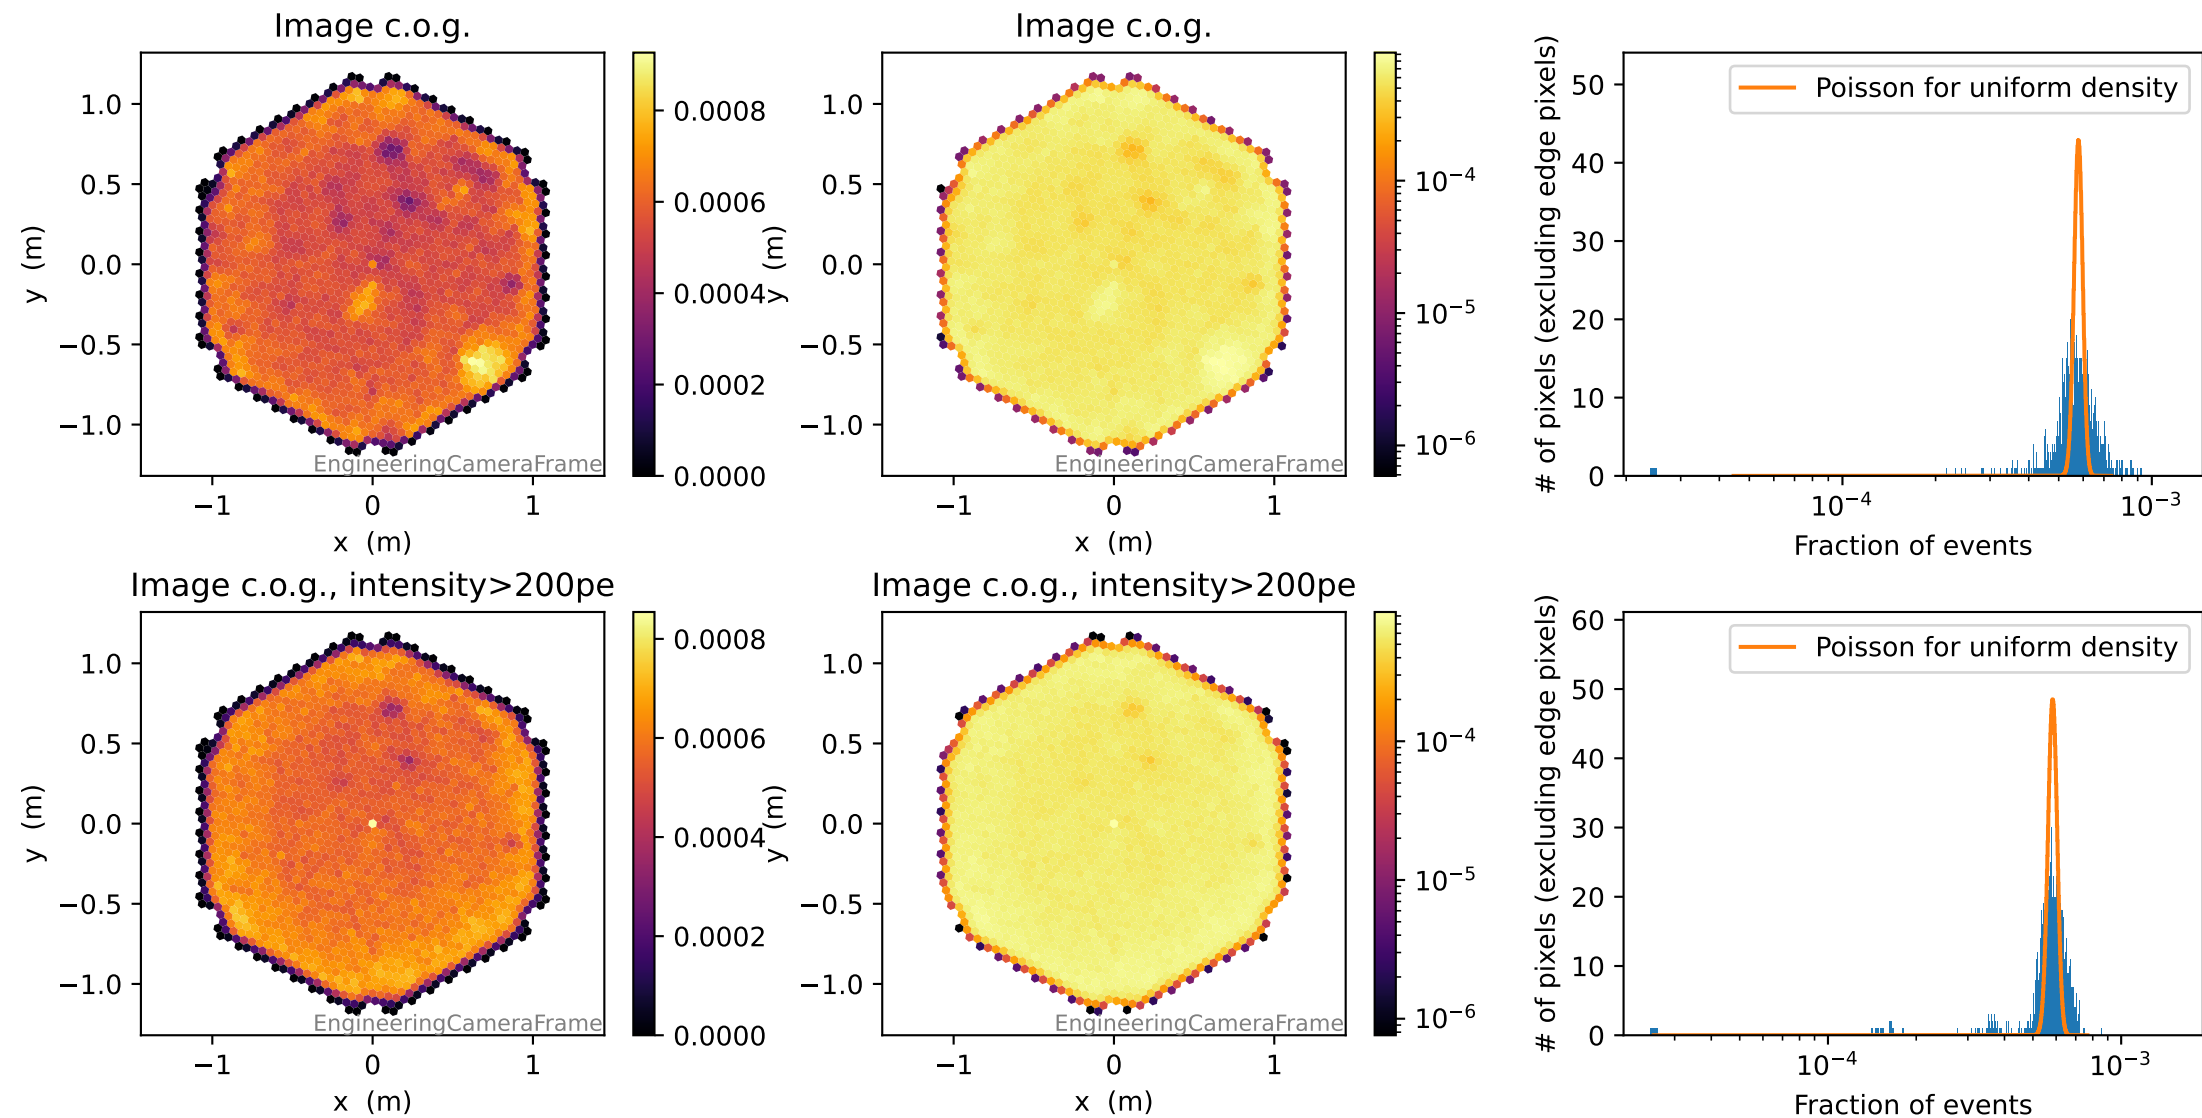 Image c.o.g.
y (m)
1.0
0.5
0.0
−0.5
−1.0
EngineeringCameraFrame
−1 0 1
x (m)
0.0008
0.0006
0.0004
0.0002
0.0000
Image c.o.g.
y (m)
1.0
0.5
0.0
−0.5
−1.0
EngineeringCameraFrame
−1 0 1
x (m)
10−4
10−5
10−6
# of pixels (excluding edge pixels)
50
40
30
20
10
0
Poisson for uniform density
10−4 10−3
Fraction of events
Image c.o.g., intensity>200pe
y (m)
1.0
0.5
0.0
−0.5
−1.0
EngineeringCameraFrame
−1 0 1
x (m)
0.0008
0.0006
0.0004
0.0002
0.0000
Image c.o.g., intensity>200pe
y (m)
1.0
0.5
0.0
−0.5
−1.0
EngineeringCameraFrame
−1 0 1
x (m)
10−4
10−5
10−6
# of pixels (excluding edge pixels)
60
50
40
30
20
10
0
Poisson for uniform density
10−4 10−3
Fraction of events